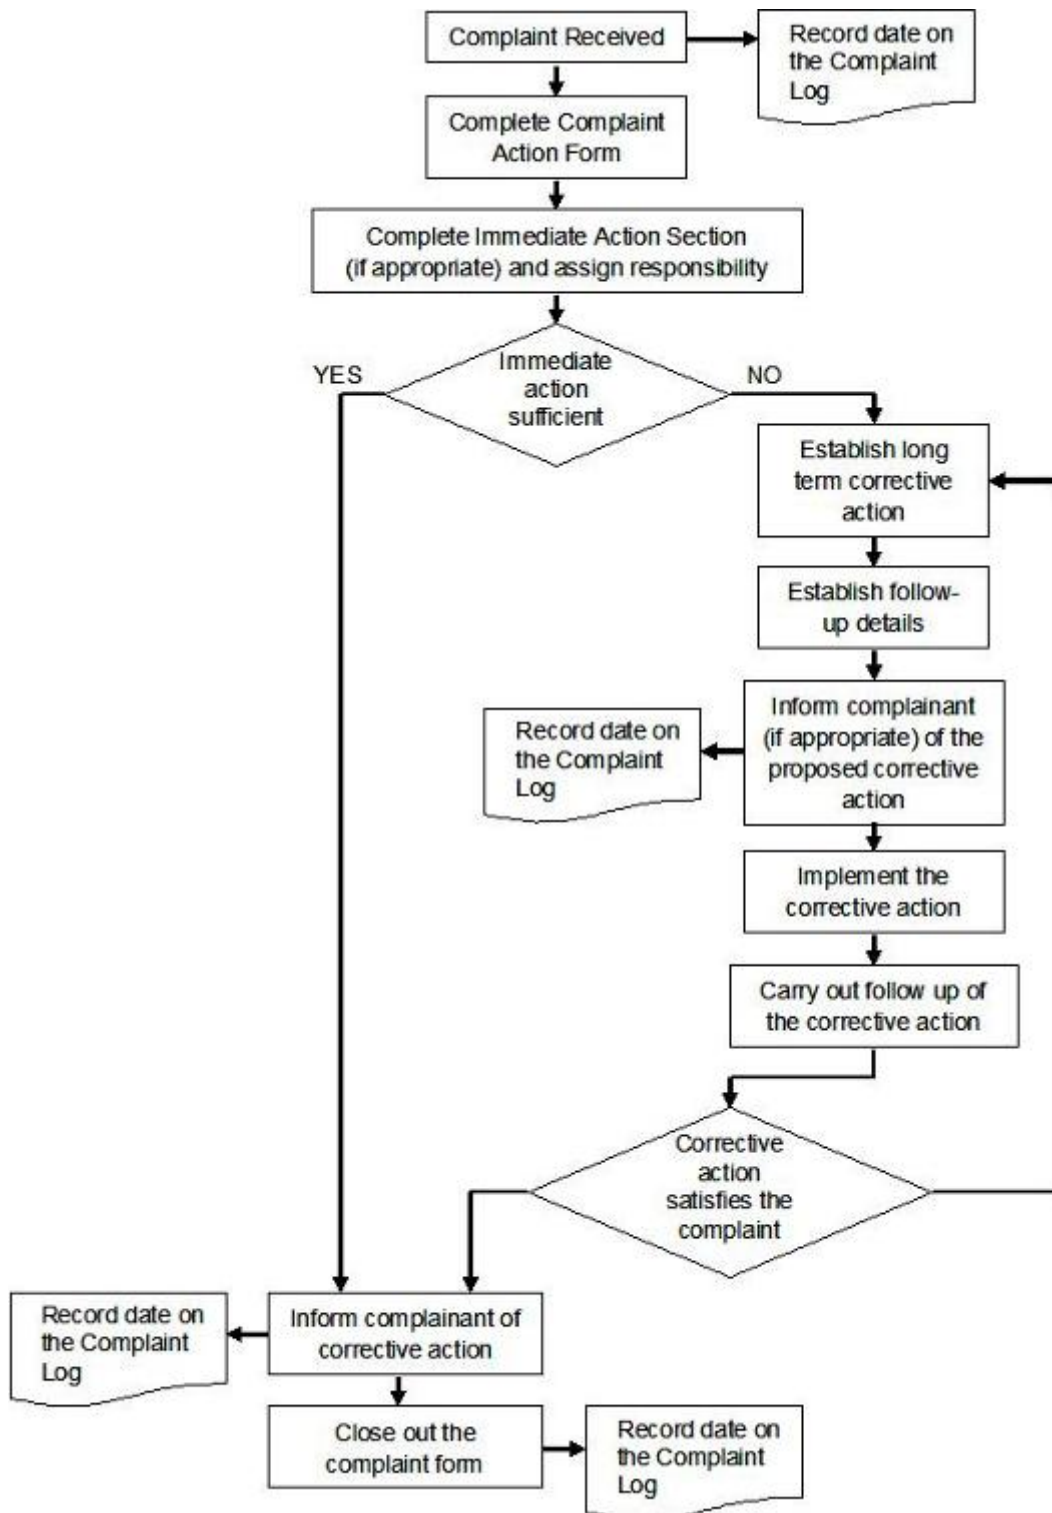 Complaint Received
Record date on
the Complaint
Log
Complete Complaint
Action Form
Complete Immediate Action Section
(if appropriate) and assign responsibility
Immediate
action
sufficient
YES
NO
Establish long
term corrective
action
Establish follow-
up details
Inform complainant
(if appropriate) of the
proposed corrective
action
Record date on
the Complaint
Log
Implement the
corrective action
Carry out follow up of
the corrective action
Corrective
action
satisfies the
complaint
Inform complainant of
corrective action
Record date on
the Complaint
Log
Close out the
complaint form
Record date on
the Complaint
Log